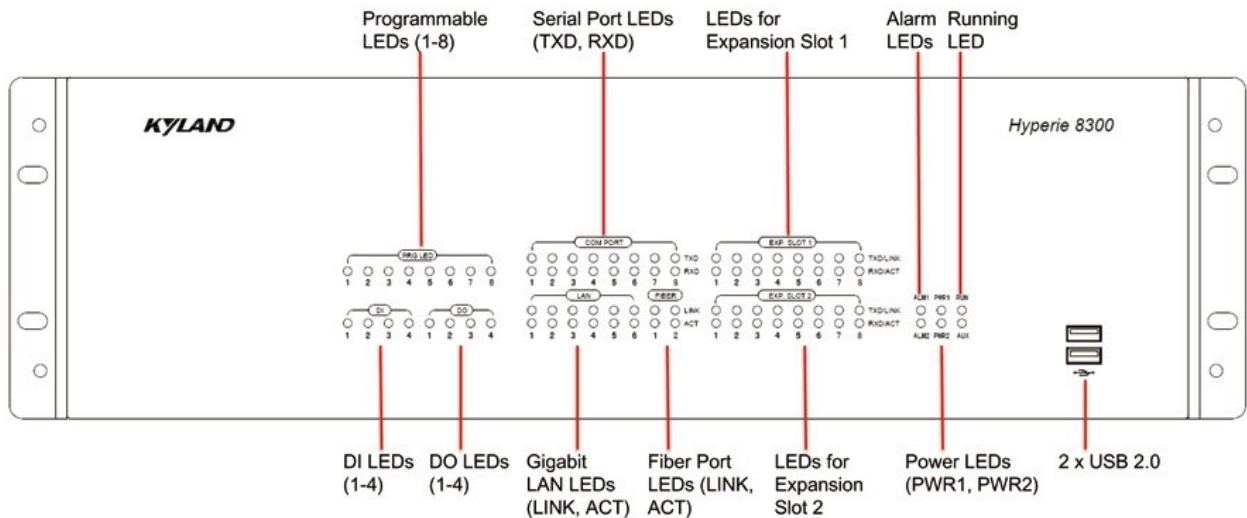 Programmable Serial Port LEDs LEDs for Alarm Running
LEDs (1-8) (TXD, RXD) Expansion Slot 1 LEDs LED
KYLAND Hyperie 8300
COM PORT EXP. SLOT 1
PRG LED TXD TXD/LINK
RXD RXD/ACT
1 2 3 4 5 6 7 8 1 2 3 4 5 6 7 8 1 2 3 4 5 6 7 8
LAN FIBER EXP. SLOT 2 ALM1 PWR1 RUN
DI DO LINK TXD/LINK
ACT RXD/ACT
1 2 3 4 1 2 3 4 1 2 3 4 5 6 1 2 1 2 3 4 5 6 7 8 ALM2 PWR2 AUX
DI LEDs DO LEDs Gigabit Fiber Port LEDs for Power LEDs 2 x USB 2.0
(1-4) (1-4) LAN LEDs LEDs (LINK, Expansion (PWR1, PWR2)
(LINK, ACT) ACT) Slot 2